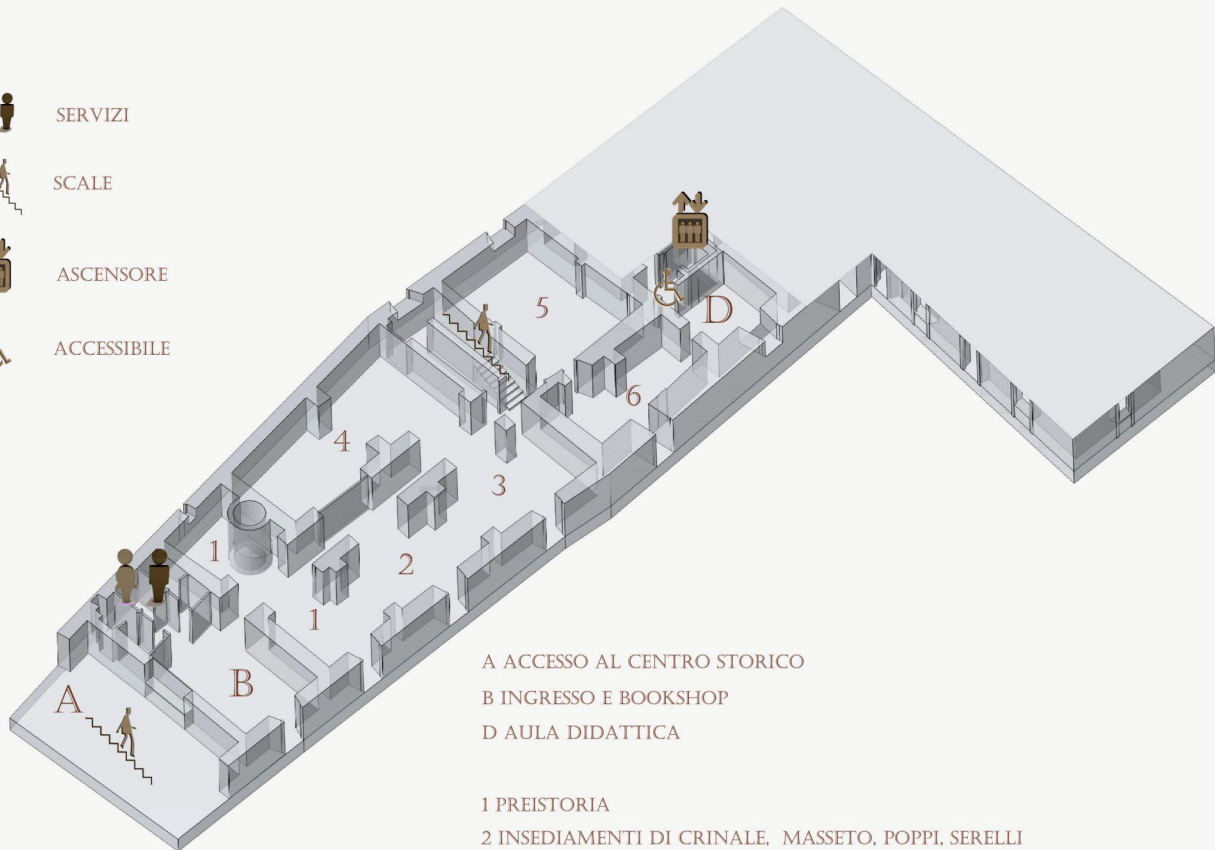 SERVIZI
SCALE
ASCENSORE
ACCESSIBILE
5
D
6
4
3
1
2
1
B
A
A ACCESSO AL CENTRO STORICO
B INGRESSO E BOOKSHOP
D AULA DIDATTICA
1 PREISTORIA
2 INSEDIAMENTI DI CRINALE, MASSETO, POPPI, SERELLI